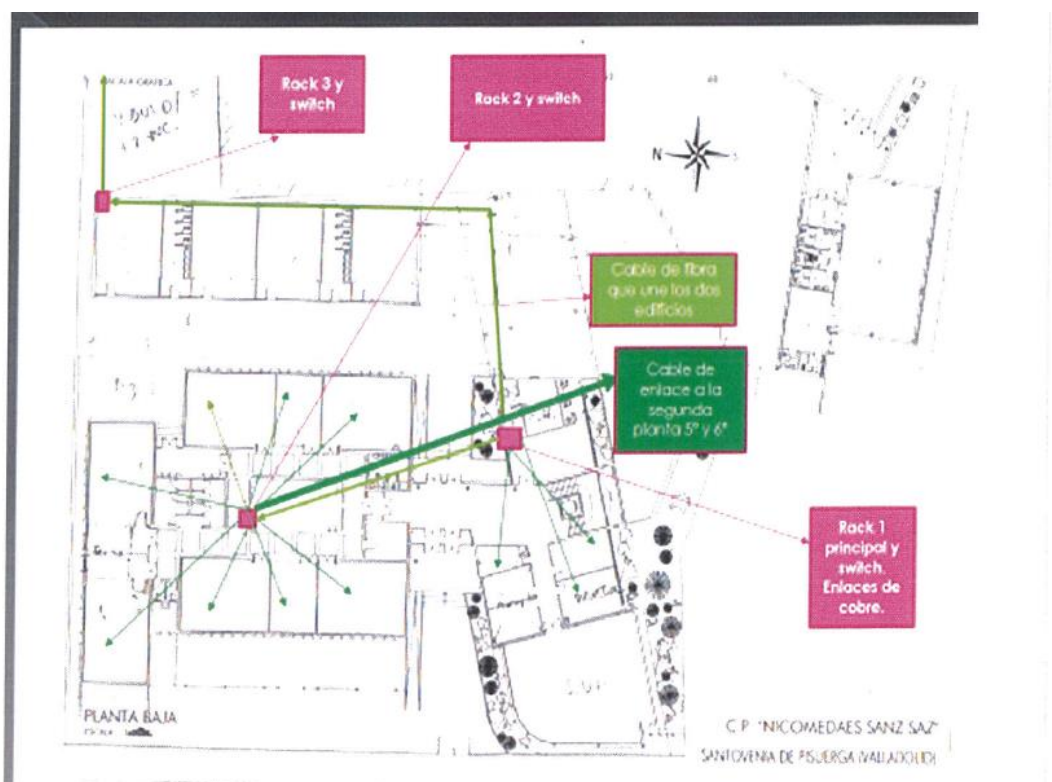 Rack 3 y
switch
Rack 2 y switch
N
Cable de fibra
que une los dos
edificios
Cable de
enlace a la
segunda
planta 5º y 6º
Rack 1
principal y
switch.
Enlaces de
cobre.
PLANTA BAJA
C.P. "NICOMEDAES SANZ SAZ"
SANTOVENIA DE PISUERGA (VALLADOLID)